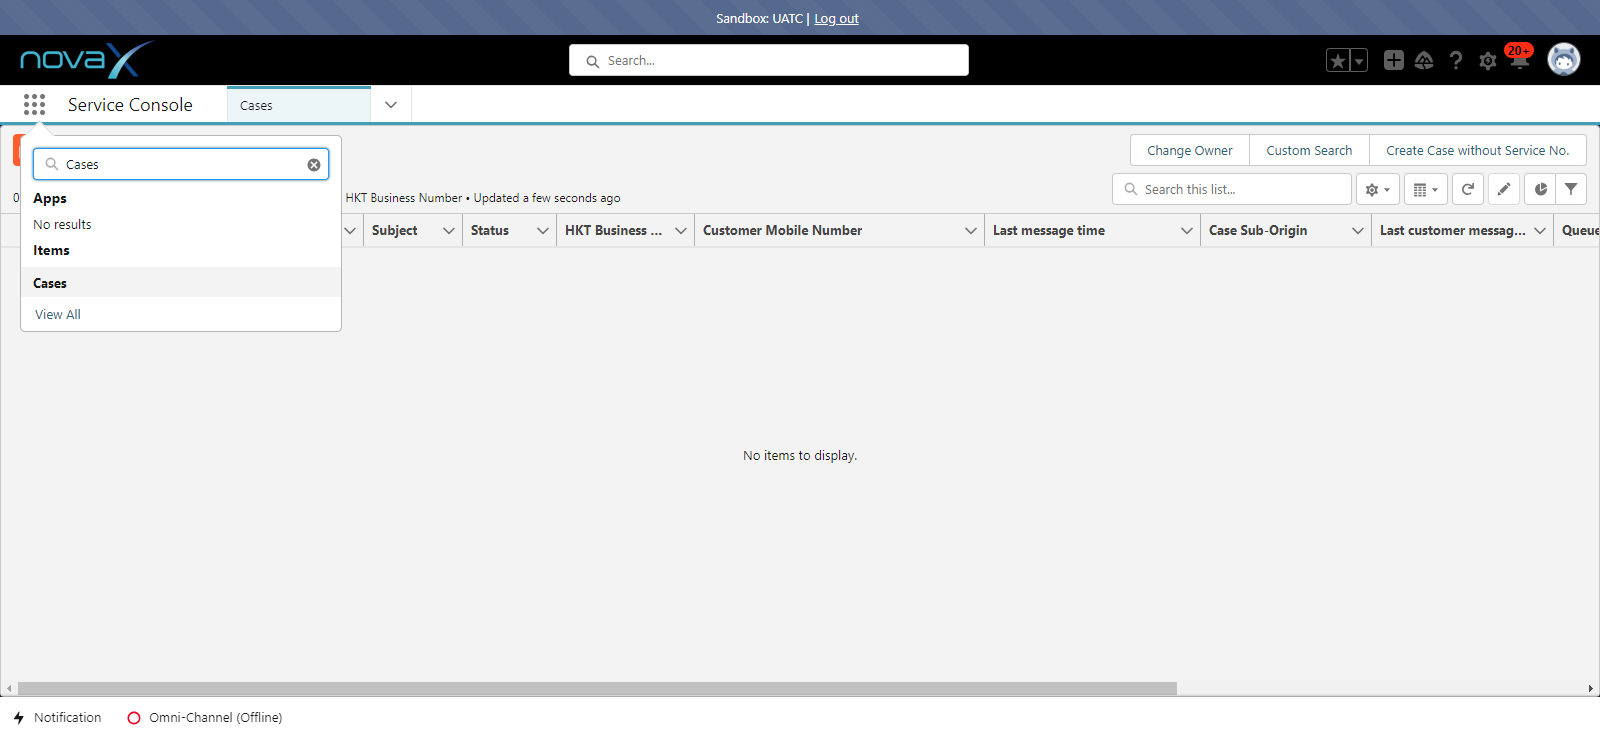 Sandbox: UATC | Log out
novaX
Search...
20+
Service Console
Cases
Cases
Apps
No results
Items
Cases
View All
Change Owner
Custom Search
Create Case without Service No.
0
HKT Business Number • Updated a few seconds ago
Search this list...
Subject
Status
HKT Business ...
Customer Mobile Number
Last message time
Case Sub-Origin
Last customer messag...
Queue
No items to display.
Notification
Omni-Channel (Offline)